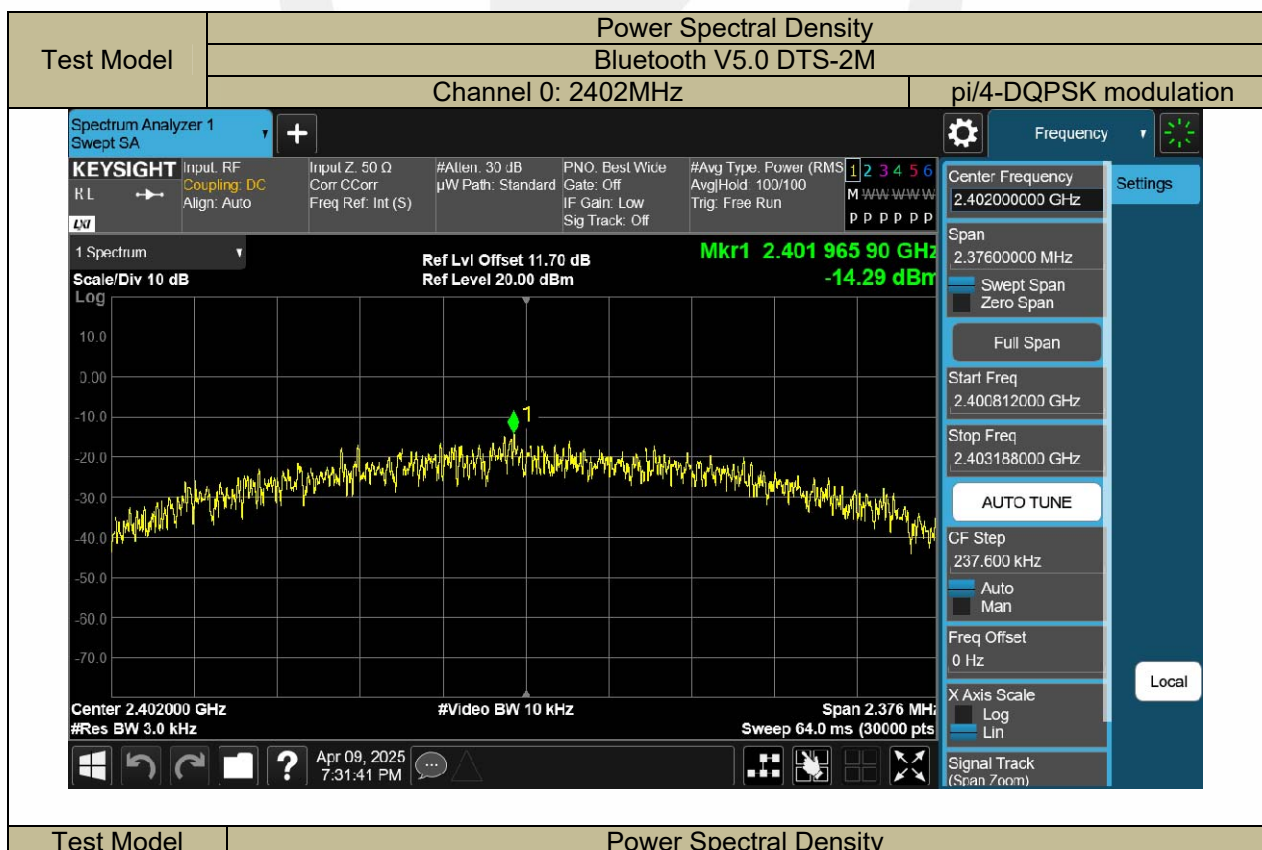 Test Model
Power Spectral Density
Bluetooth V5.0 DTS-2M
Channel 0: 2402MHz
pi/4-DQPSK modulation
Spectrum Analyzer 1
Swept SA
+
Frequency
KEYSIGHT
RL
LXI
Input. RF
Coupling: DC
Align: Auto
Input Z. 50 Ω
Corr CCorr
Freq Ref: Int (S)
#Atten. 30 dB
µW Path: Standard
PNO. Best Wide
Gate: Off
IF Gain: Low
Sig Track: Off
#Avg Type. Power (RMS
Avg|Hold: 100/100
Trig: Free Run
1 2 3 4 5 6
M W W W W W
P P P P P P
1 Spectrum
Scale/Div 10 dB
Log
Ref Lvl Offset 11.70 dB
Ref Level 20.00 dBm
Mkr1 2.401 965 90 GHz
-14.29 dBm
10.0
0.00
-10.0
-20.0
-30.0
-40.0
-50.0
-60.0
-70.0
1
Center 2.402000 GHz
#Res BW 3.0 kHz
#Video BW 10 kHz
Span 2.376 MHz
Sweep 64.0 ms (30000 pts
Center Frequency
2.402000000 GHz
Settings
Span
2.37600000 MHz
Swept Span
Zero Span
Full Span
Start Freq
2.400812000 GHz
Stop Freq
2.403188000 GHz
AUTO TUNE
CF Step
237.600 kHz
Auto
Man
Freq Offset
0 Hz
X Axis Scale
Log
Lin
Local
Signal Track
(Span Zoom)
?
Apr 09, 2025
7:31:41 PM
Test Model
Power Spectral Density